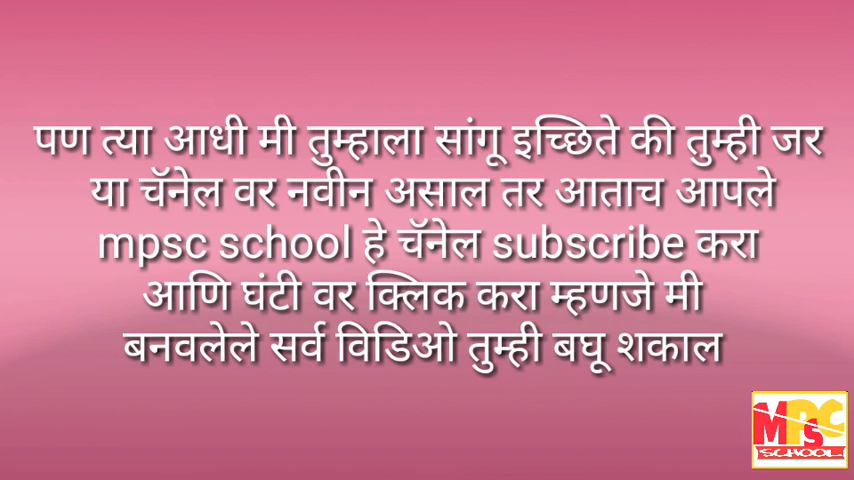 पण त्या आधी मी तुम्हाला सांगू इच्छिते की तुम्ही जर
या चॅनेल वर नवीन असाल तर आताच आपले
mpsc school हे चॅनेल subscribe करा
आणि घंटी वर क्लिक करा म्हणजे मी
बनवलेले सर्व विडिओ तुम्ही बघू शकाल
MPSC
SCHOOL